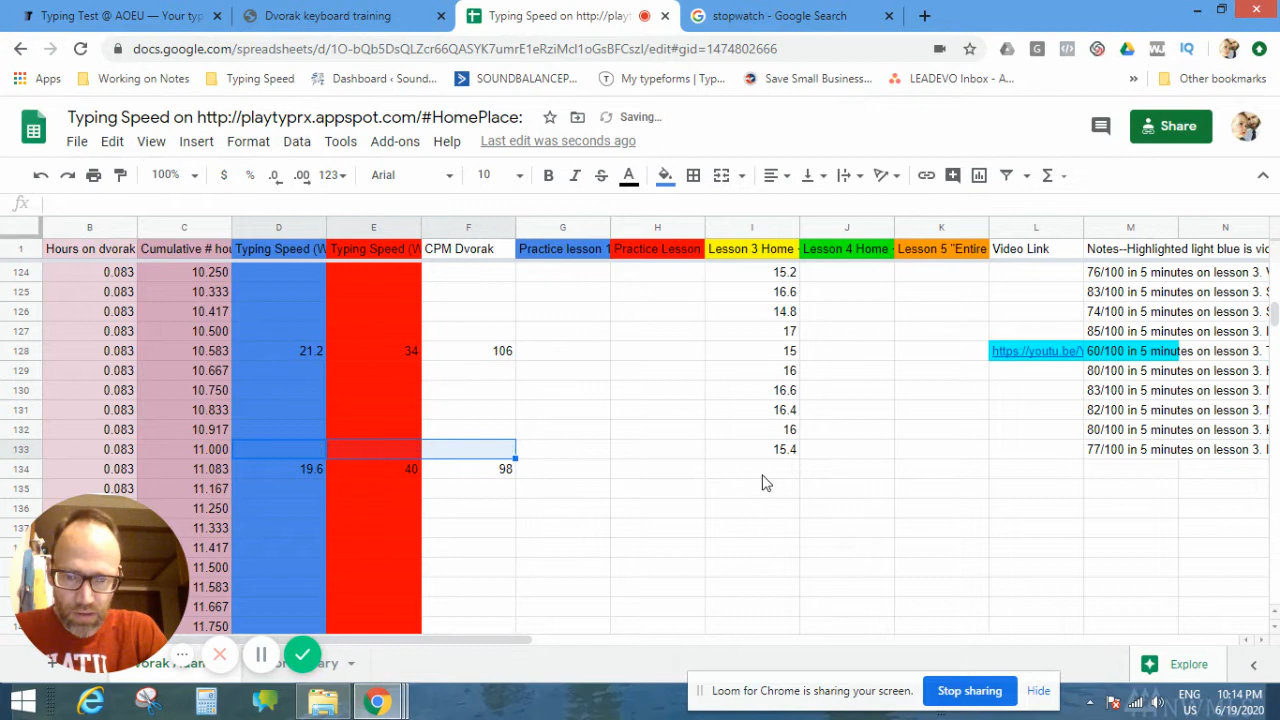 Typing Test @ AOEU — Your typ
Dvorak keyboard training
Typing Speed on http://play
stopwatch - Google Search
docs.google.com/spreadsheets/d/1O-bQb5DsQLZcr66QASYK7umrE1eRziMcI1oGsBFCszI/edit#gid=1474802666
Apps
Working on Notes
Typing Speed
Dashboard ‹ Sound...
SOUNDBALANCEP...
My typeforms | Typ...
Save Small Business...
LEADEVO Inbox - A...
Other bookmarks
Typing Speed on http://playtyprx.appspot.com/#HomePlace:
Saving...
Share
File Edit View Insert Format Data Tools Add-ons Help Last edit was seconds ago
100% $ % .0 .00 123 Arial 10 B I S A
fx
B C D E F G H I J K L M N
1 Hours on dvorak Cumulative # hou Typing Speed (W Typing Speed (W CPM Dvorak Practice lesson 1 Practice Lesson Lesson 3 Home Lesson 4 Home Lesson 5 "Entire Video Link Notes--Highlighted light blue is vid
124 0.083 10.250 15.2 76/100 in 5 minutes on lesson 3.
125 0.083 10.333 16.6 83/100 in 5 minutes on lesson 3. S
126 0.083 10.417 14.8 74/100 in 5 minutes on lesson 3. S
127 0.083 10.500 17 85/100 in 5 minutes on lesson 3. I
128 0.083 10.583 21.2 34 106 15 https://youtu.be/ 60/100 in 5 minutes on lesson 3. T
129 0.083 10.667 16 80/100 in 5 minutes on lesson 3.
130 0.083 10.750 16.6 83/100 in 5 minutes on lesson 3.
131 0.083 10.833 16.4 82/100 in 5 minutes on lesson 3.
132 0.083 10.917 16 80/100 in 5 minutes on lesson 3.
133 0.083 11.000 15.4 77/100 in 5 minutes on lesson 3. I
134 0.083 11.083 19.6 40 98
135 0.083 11.167
136 11.250
137 11.333
11.417
11.500
11.583
11.667
11.750
Explore
Loom for Chrome is sharing your screen.
Stop sharing
Hide
ENG
US
10:14 PM
6/19/2020